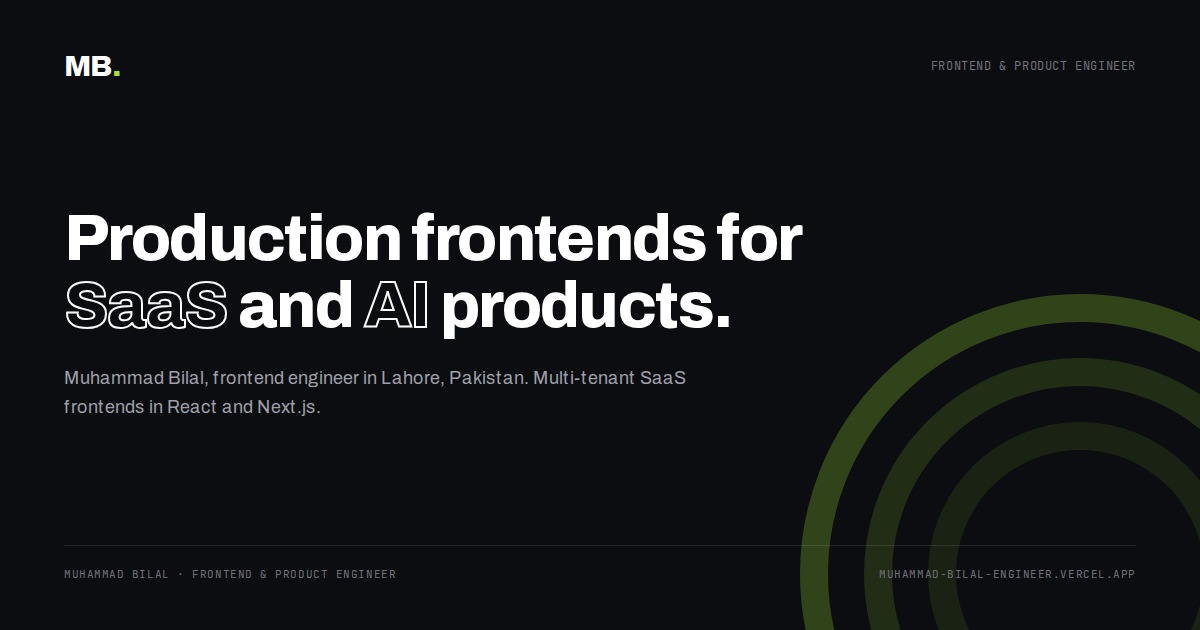 MB.
FRONTEND & PRODUCT ENGINEER
Production frontends for
SaaS and AI products.
Muhammad Bilal, frontend engineer in Lahore, Pakistan. Multi-tenant SaaS
frontends in React and Next.js.
MUHAMMAD BILAL · FRONTEND & PRODUCT ENGINEER
MUHAMMAD-BILAL-ENGINEER.VERCEL.APP